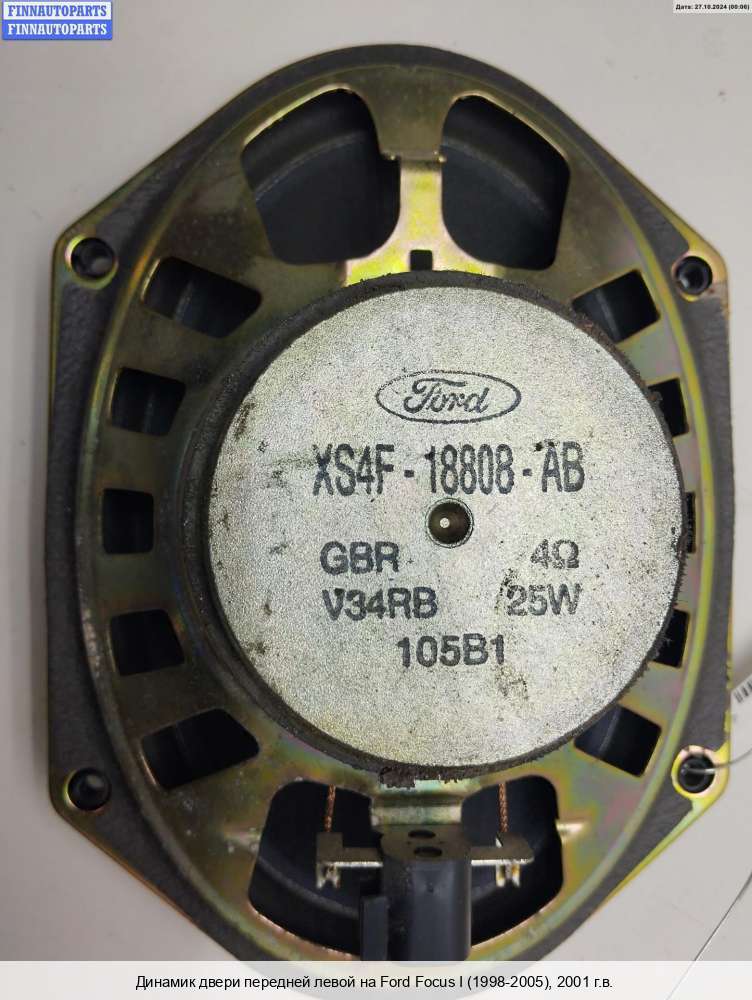 FINNAUTOPARTS
FINNAUTOPARTS
Дата: 27.10.2024 (00:06)
Ford
XS4F-18808-AB
GBR 4Ω
V34RB 25W
105B1
Динамик двери передней левой на Ford Focus I (1998-2005), 2001 г.в.